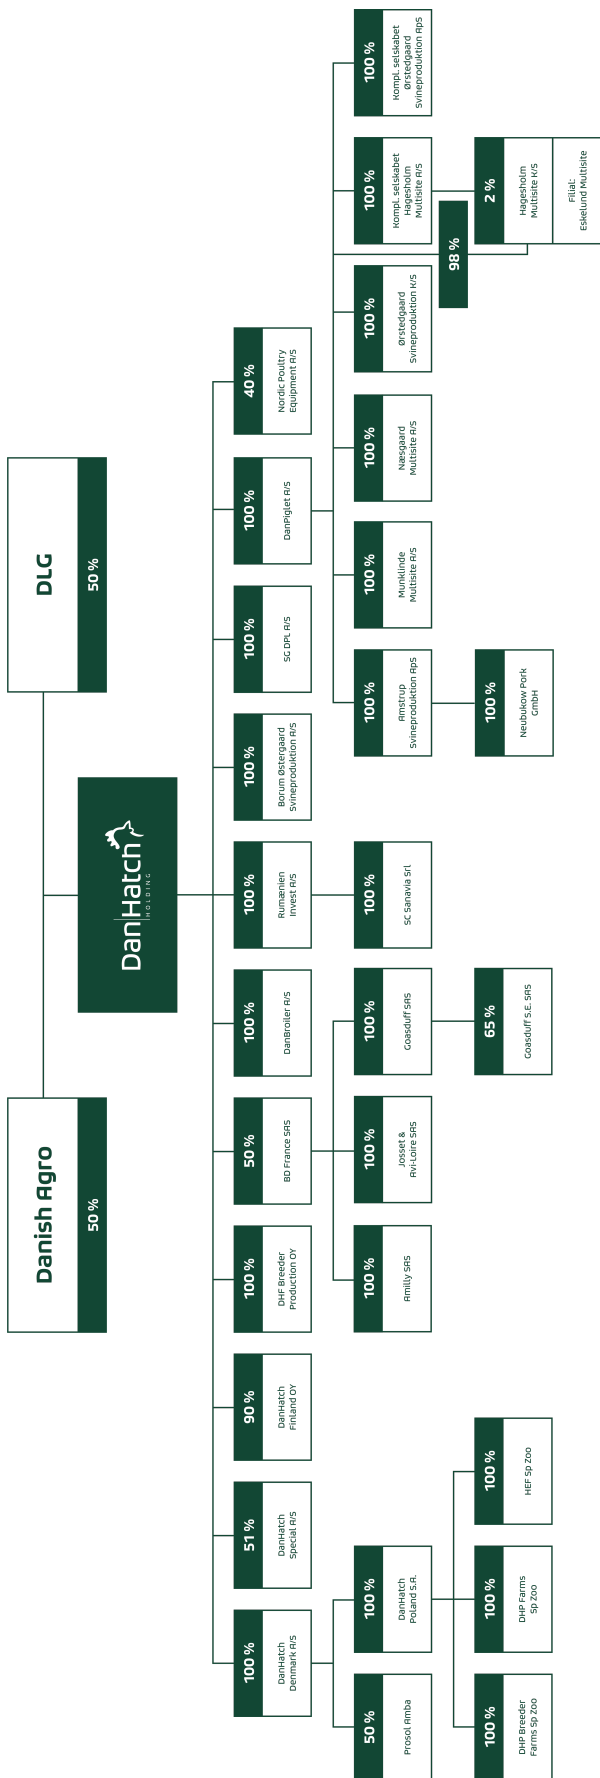 Danish Agro
50 %
DLG
50 %
DanHatch
HOLDING
100 %
DanHatch
Denmark A/S
51 %
DanHatch
Special A/S
90 %
DanHatch
Finland OY
100 %
DHF Breeder
Production OY
50 %
BD France SAS
100 %
DanBroiler A/S
100 %
Rumænien
Invest A/S
100 %
Borum Østergaard
Svineproduktion A/S
100 %
SG DPL A/S
100 %
DanPiglet A/S
40 %
Nordic Poultry
Equipment A/S
50 %
Prosol Amba
100 %
DanHatch
Poland S.A.
100 %
Amilly SAS
100 %
Josset &
Avi-Loire SAS
100 %
Goasduff SAS
100 %
SC Sanavia Srl
100 %
Amstrup
Svineproduktion ApS
100 %
Munklinde
Multisite A/S
100 %
Næsgaard
Multisite A/S
100 %
Ørstedgaard
Svineproduktion K/S
100 %
Kompl. selskabet
Hagesholm
Multisite A/S
100 %
Kompl. selskabet
Ørstedgaard
Svineproduktion ApS
98 %
100 %
DHP Breeder
Farms Sp Zoo
100 %
DHP Farms
Sp Zoo
100 %
HEF Sp Zoo
65 %
Goasduff S.E. SAS
100 %
Neubukow Pork
GmbH
2 %
Hagesholm
Multisite K/S
Filial:
Eskelund Multisite